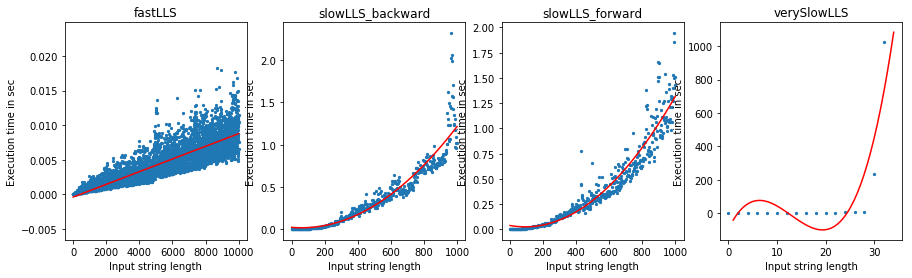 fastLLS
Execution time in sec
0.020
0.015
0.010
0.005
0.000
−0.005
0 2000 4000 6000 8000 10000
Input string length
slowLLS_backward
Execution time in sec
2.0
1.5
1.0
0.5
0.0
0 200 400 600 800 1000
Input string length
slowLLS_forward
Execution time in sec
2.00
1.75
1.50
1.25
1.00
0.75
0.50
0.25
0.00
0 200 400 600 800 1000
Input string length
verySlowLLS
Execution time in sec
1000
800
600
400
200
0
0 10 20 30
Input string length